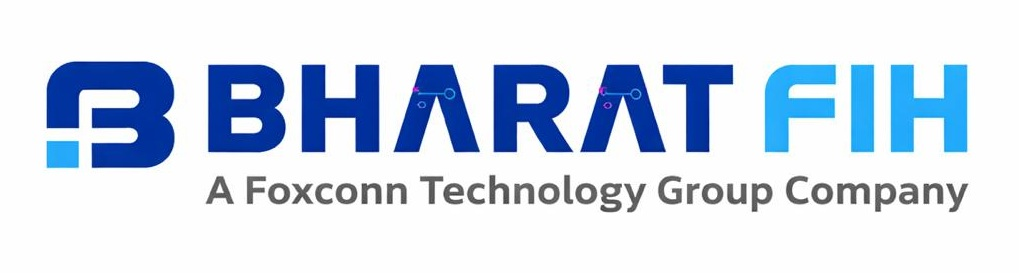 BHARAT FIH
A Foxconn Technology Group Company